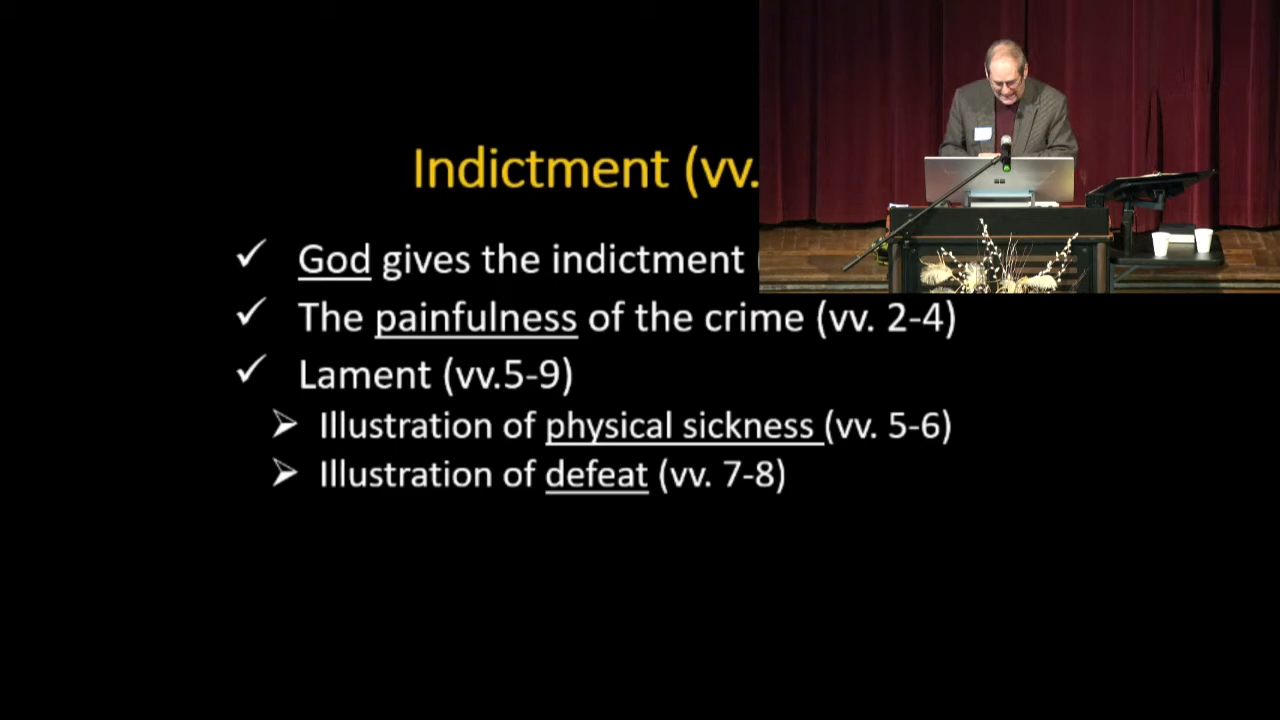 Indictment (vv.
✓ God gives the indictment
✓ The painfulness of the crime (vv. 2-4)
✓ Lament (vv.5-9)
➢ Illustration of physical sickness (vv. 5-6)
➢ Illustration of defeat (vv. 7-8)